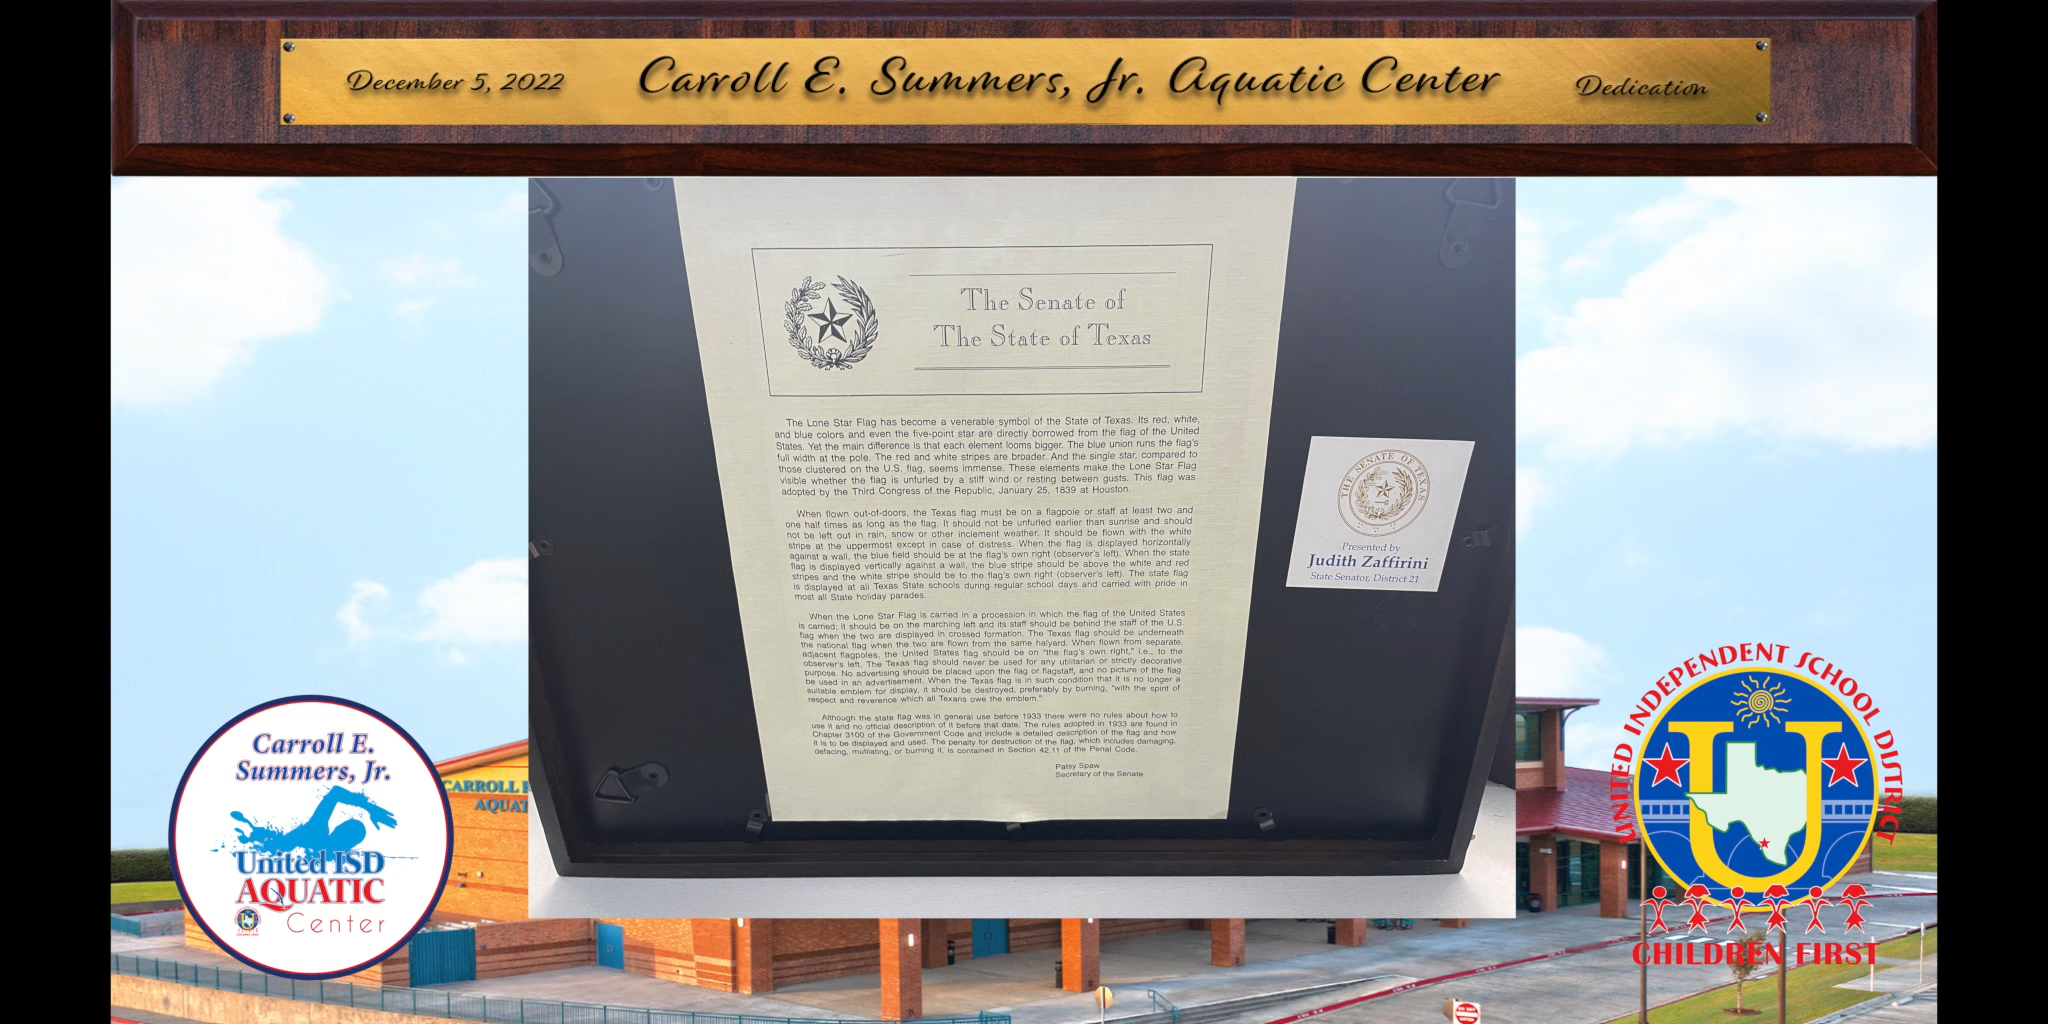 December 5, 2022
Carroll E. Summers, Jr. Aquatic Center
Dedication
The Senate of
The State of Texas
The Lone Star Flag has become a venerable symbol of the State of Texas. Its red, white,
and blue colors and even the five-point star are directly borrowed from the flag of the United
States. Yet the main difference is that each element looms bigger. The blue union runs the flag's
full width at the pole. The red and white stripes are broader. And the single star, compared to
those clustered on the U.S. flag, seems immense. These elements make the Lone Star Flag
visible whether the flag is unfurled by a stiff wind or resting between gusts. This flag was
adopted by the Third Congress of the Republic, January 25, 1839 at Houston.
When flown out-of-doors, the Texas flag must be on a flagpole or staff at least two and
one half times as long as the flag. It should not be unfurled earlier than sunrise and should
not be left out in rain, snow or other inclement weather. It should be flown with the white
stripe at the uppermost except in case of distress. When the flag is displayed horizontally
against a wall, the blue field should be at the flag's own right (observer's left). When the state
flag is displayed vertically against a wall, the blue stripe should be above the white and red
stripes and the white stripe should be to the flag's own right (observer's left). The state flag
is displayed at all Texas State schools during regular school days and carried with pride in
most all State holiday parades.
When the Lone Star Flag is carried in a procession in which the flag of the United States
is carried; it should be on the marching left and its staff should be behind the staff of the U.S.
flag when the two are displayed in crossed formation. The Texas flag should be underneath
the national flag when the two are flown from the same halyard. When flown from separate,
adjacent flagpoles, the United States flag should be on "the flag's own right," i.e., to the
observer's left. The Texas flag should never be used for any utilitarian or strictly decorative
purpose. No advertising should be placed upon the flag or flagstaff, and no picture of the flag
be used in an advertisement. When the Texas flag is in such condition that it is no longer a
suitable emblem for display, it should be destroyed, preferably by burning, "with the spirit of
respect and reverence which all Texans owe the emblem."
Although the state flag was in general use before 1933 there were no rules about how to
use it and no official description of it before that date. The rules adopted in 1933 are found in
Chapter 3100 of the Government Code and include a detailed description of the flag and how
it is to be displayed and used. The penalty for destruction of the flag, which includes damaging,
defacing, mutilating, or burning it, is contained in Section 42.11 of the Penal Code.
Patsy Spaw
Secretary of the Senate
THE SENATE OF TEXAS
Presented by
Judith Zaffirini
State Senator, District 21
Carroll E.
Summers, Jr.
United ISD
AQUATIC
Center
CARROLL
AQUAT
UNITED INDEPENDENT SCHOOL DISTRICT
U
CHILDREN FIRST